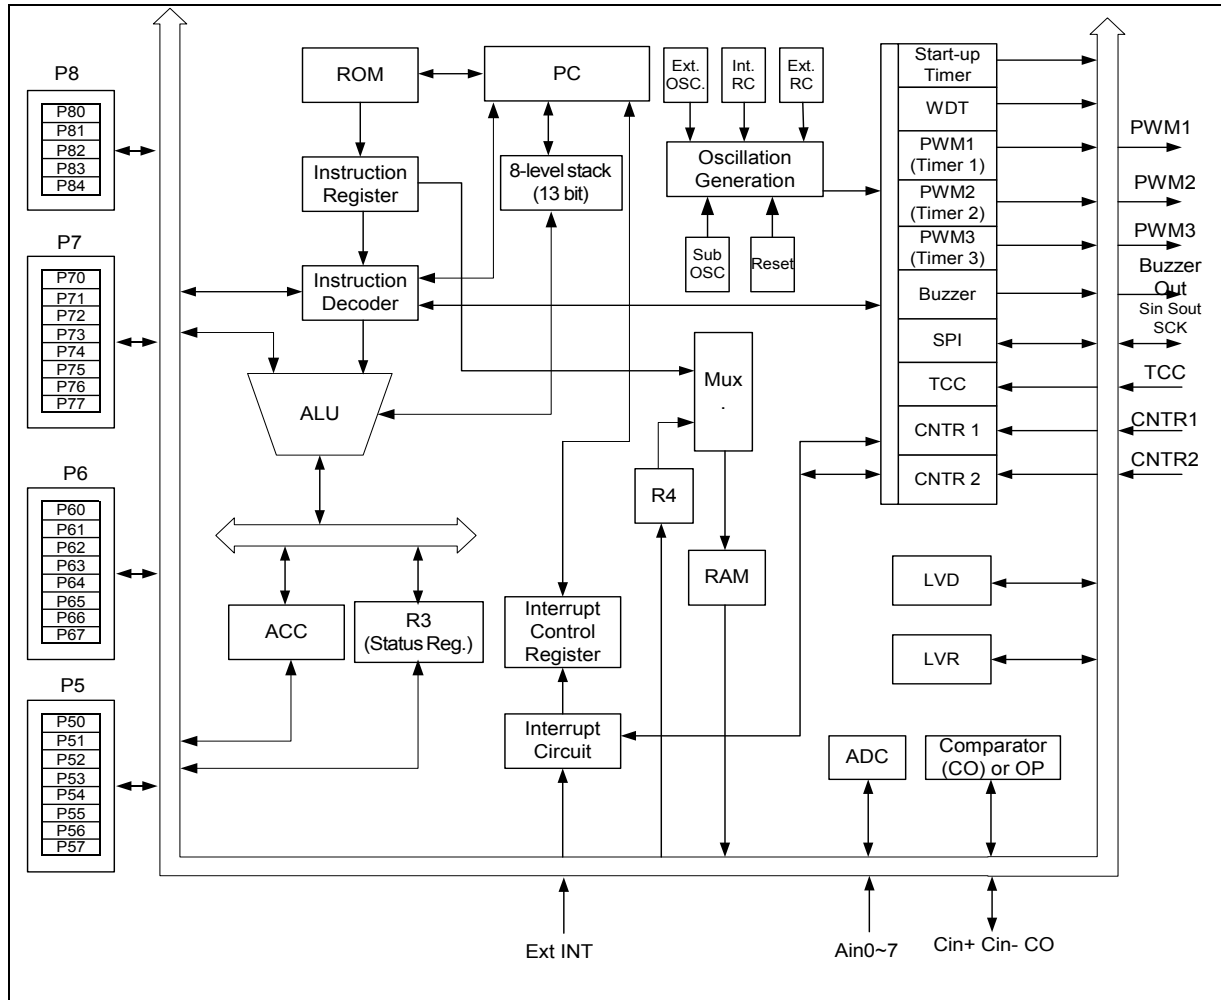 P8
P80
P81
P82
P83
P84
P7
P70
P71
P72
P73
P74
P75
P76
P77
P6
P60
P61
P62
P63
P64
P65
P66
P67
P5
P50
P51
P52
P53
P54
P55
P56
P57
ROM
PC
Instruction
Register
8-level stack
(13 bit)
Instruction
Decoder
ALU
ACC
R3
(Status Reg.)
Ext.
OSC.
Int.
RC
Ext.
RC
Oscillation
Generation
Sub
OSC
Reset
Mux
.
R4
RAM
Interrupt
Control
Register
Interrupt
Circuit
Start-up
Timer
WDT
PWM1
(Timer 1)
PWM2
(Timer 2)
PWM3
(Timer 3)
Buzzer
SPI
TCC
CNTR 1
CNTR 2
LVD
LVR
ADC
Comparator
(CO) or OP
PWM1
PWM2
PWM3
Buzzer
Out
Sin Sout
SCK
TCC
CNTR1
CNTR2
Ext INT
Ain0~7
Cin+ Cin- CO